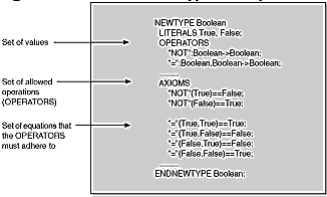 NEWTYPE Boolean
Set of values
LITERALS True, False;
OPERATORS
"NOT":Boolean->Boolean;
"=":Boolean,Boolean->Boolean;
..........
Set of allowed
operations
(OPERATORS)
AXIOMS
"NOT"(True)==False;
"NOT"(False)==True;
Set of equations that
the OPERATORS
must adhere to
"="(True,True)==True;
"="(True,False)==False;
"="(False,True)==False;
"="(False,False)==True;
..........
ENDNEWTYPE Boolean;